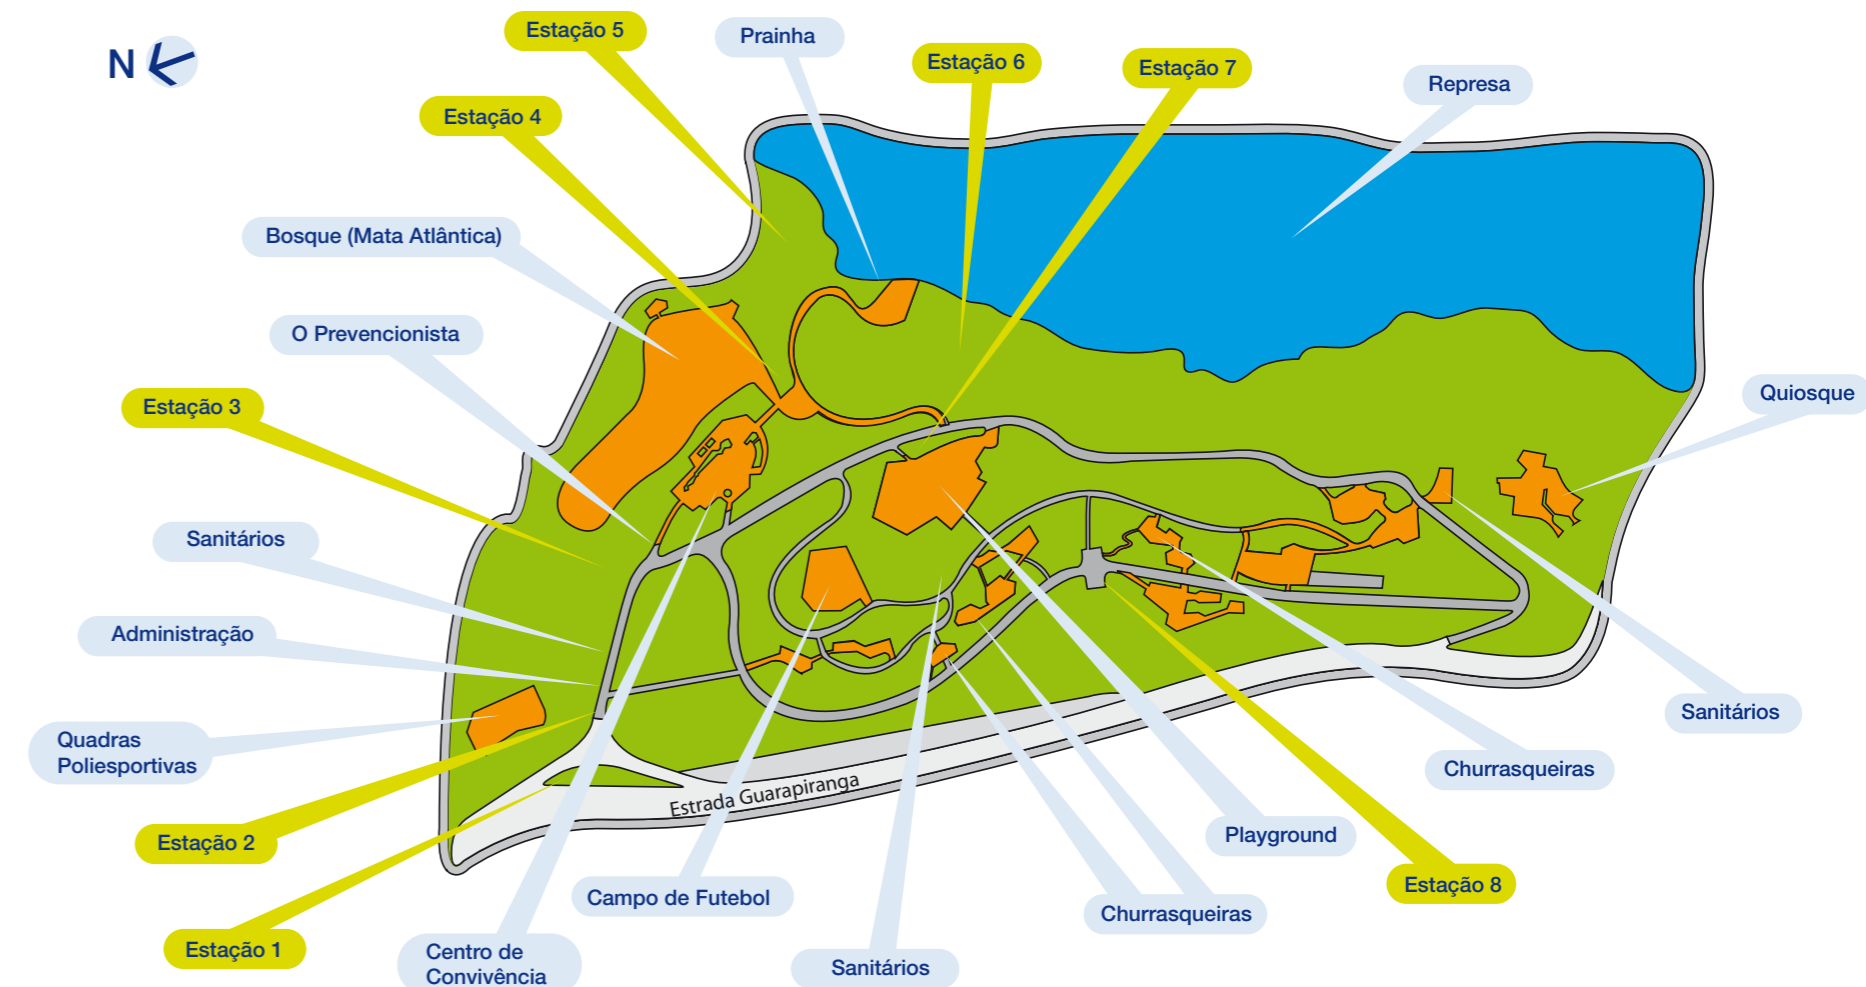 Estação 5
Prainha
N
Estação 6
Estação 7
Represa
Estação 4
Bosque (Mata Atlântica)
O Prevencionista
Quiosque
Estação 3
Sanitários
Administração
Sanitários
Quadras
Poliesportivas
Churrasqueiras
Estrada Guarapiranga
Playground
Estação 2
Estação 8
Campo de Futebol
Churrasqueiras
Estação 1
Centro de
Convivência
Sanitários